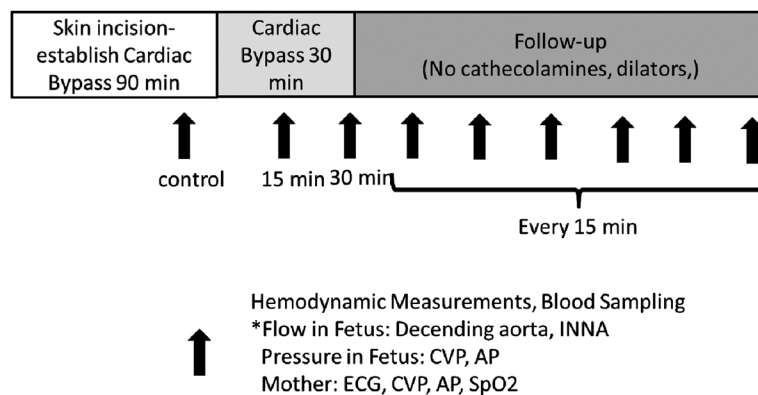 Skin incision-
establish Cardiac
Bypass 90 min
Cardiac
Bypass 30
min
Follow-up
(No cathecolamines, dilators,)
control
15 min
30 min
Every 15 min
Hemodynamic Measurements, Blood Sampling
*Flow in Fetus: Decending aorta, INNA
Pressure in Fetus: CVP, AP
Mother: ECG, CVP, AP, SpO2